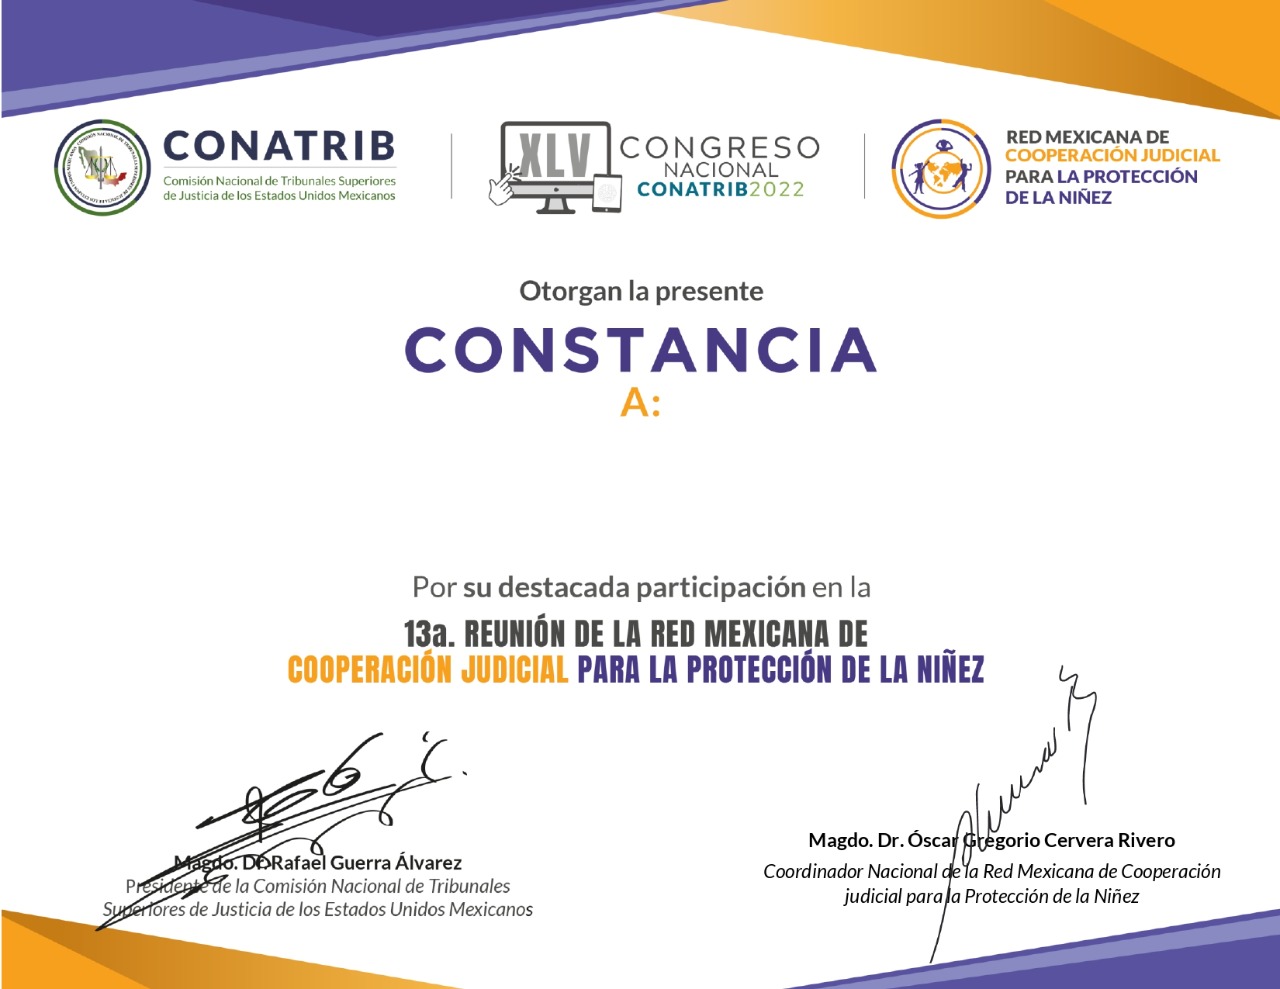 CONATRIB
Comisión Nacional de Tribunales Superiores
de Justicia de los Estados Unidos Mexicanos
XLV
CONGRESO
NACIONAL
CONATRIB2022
RED MEXICANA DE
COOPERACIÓN JUDICIAL
PARA LA PROTECCIÓN
DE LA NIÑEZ
Otorgan la presente
CONSTANCIA
A:
Por su destacada participación en la
13a. REUNIÓN DE LA RED MEXICANA DE
COOPERACIÓN JUDICIAL PARA LA PROTECCIÓN DE LA NIÑEZ
Magdo. Dr. Rafael Guerra Álvarez
Presidente de la Comisión Nacional de Tribunales
Superiores de Justicia de los Estados Unidos Mexicanos
Magdo. Dr. Óscar Gregorio Cervera Rivero
Coordinador Nacional de la Red Mexicana de Cooperación
judicial para la Protección de la Niñez